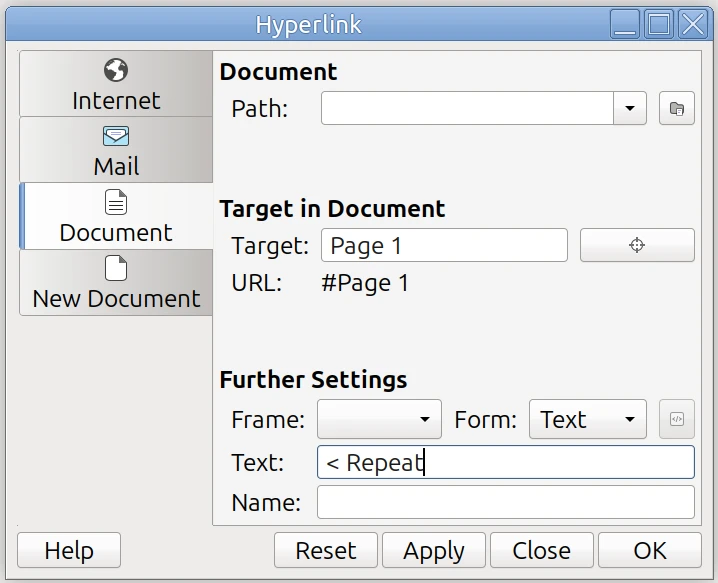 Hyperlink
Internet
Mail
Document
New Document
Document
Path:
Target in Document
Target: Page 1
URL: #Page 1
Further Settings
Frame: Form: Text
Text: < Repeat
Name:
Help Reset Apply Close OK